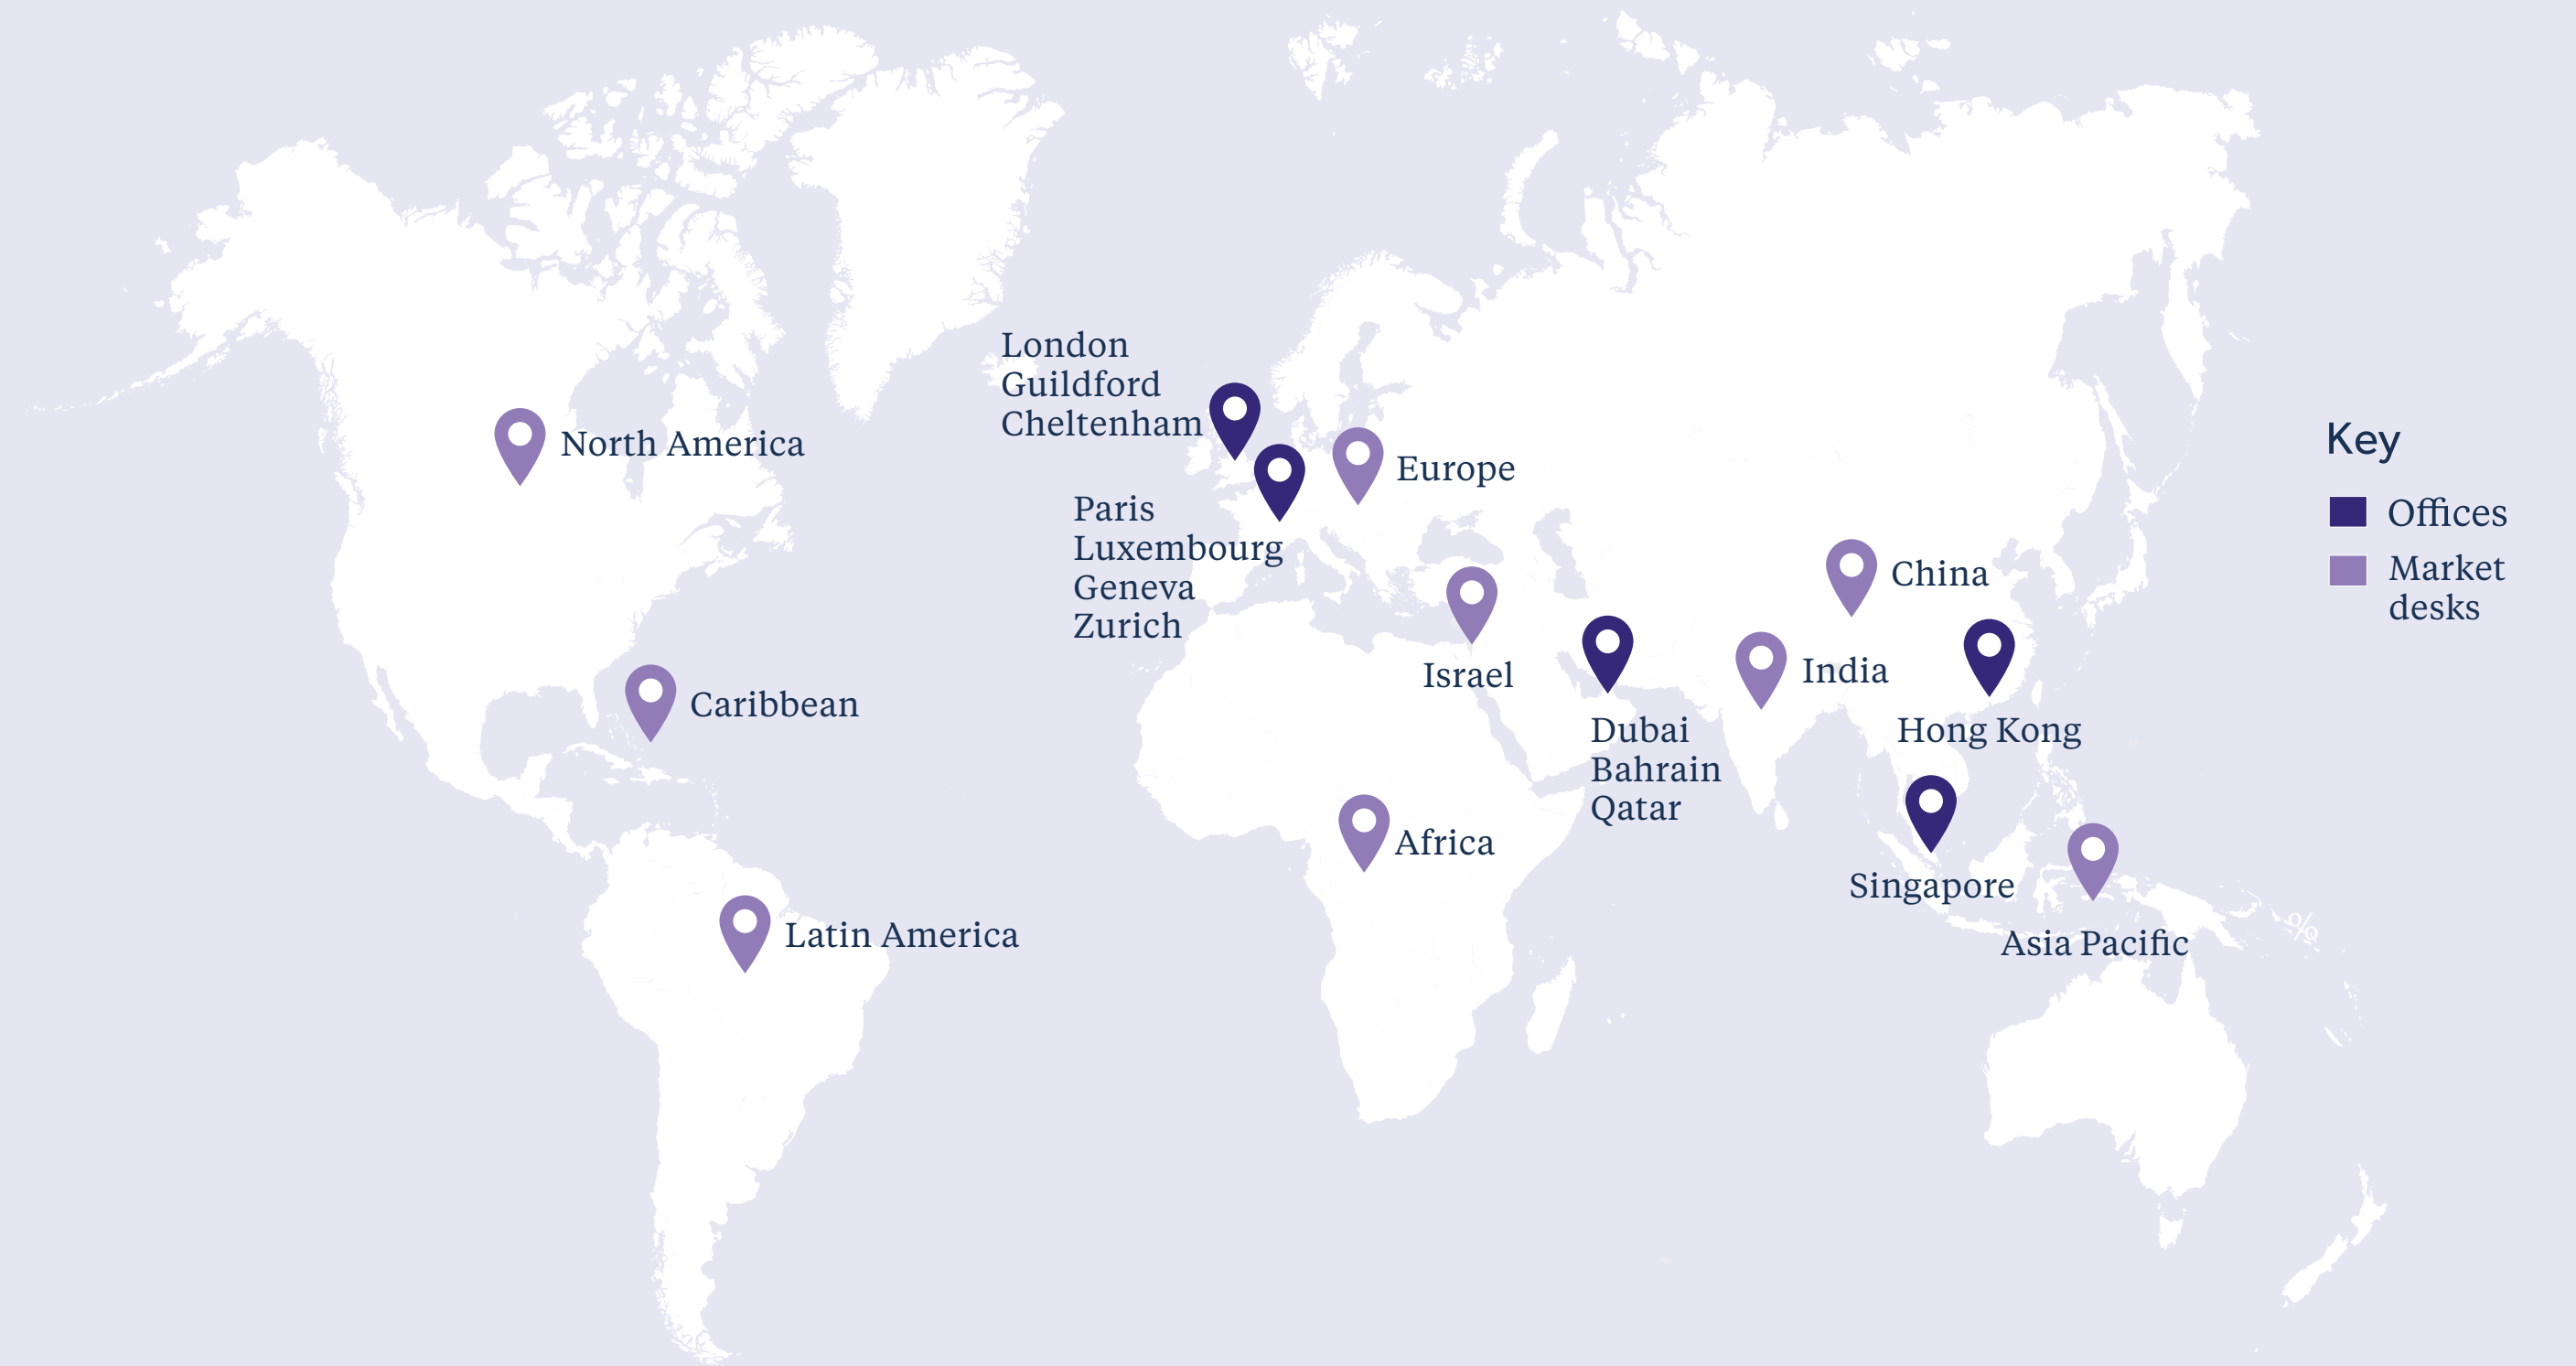 London
Guildford
Cheltenham
North America
Europe
Paris
Luxembourg
Geneva
Zurich
Key
Offices
Market
desks
China
Israel
India
Caribbean
Dubai
Bahrain
Qatar
Hong Kong
Africa
Singapore
Latin America
Asia Pacific
%